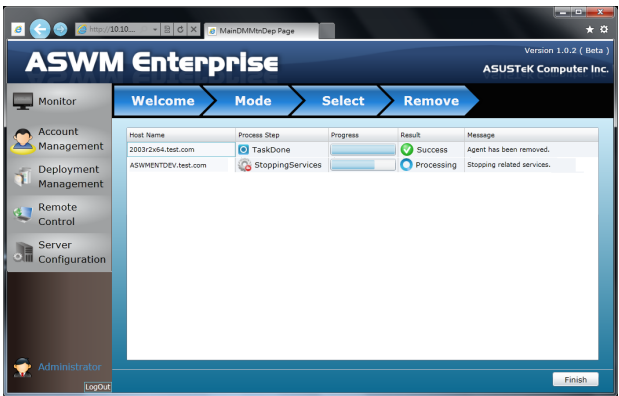 http://10.10....
MainDMMtnDep Page
ASWM Enterprise
Version 1.0.2 ( Beta )
ASUSTeK Computer Inc.
Monitor
Account
Management
Deployment
Management
Remote
Control
Server
Configuration
Administrator
LogOut
Welcome Mode Select Remove
Host Name Process Step Progress Result Message
2003r2x64.test.com TaskDone Success Agent has been removed.
ASWMENTDEV.test.com StoppingServices Processing Stopping related services.
Finish